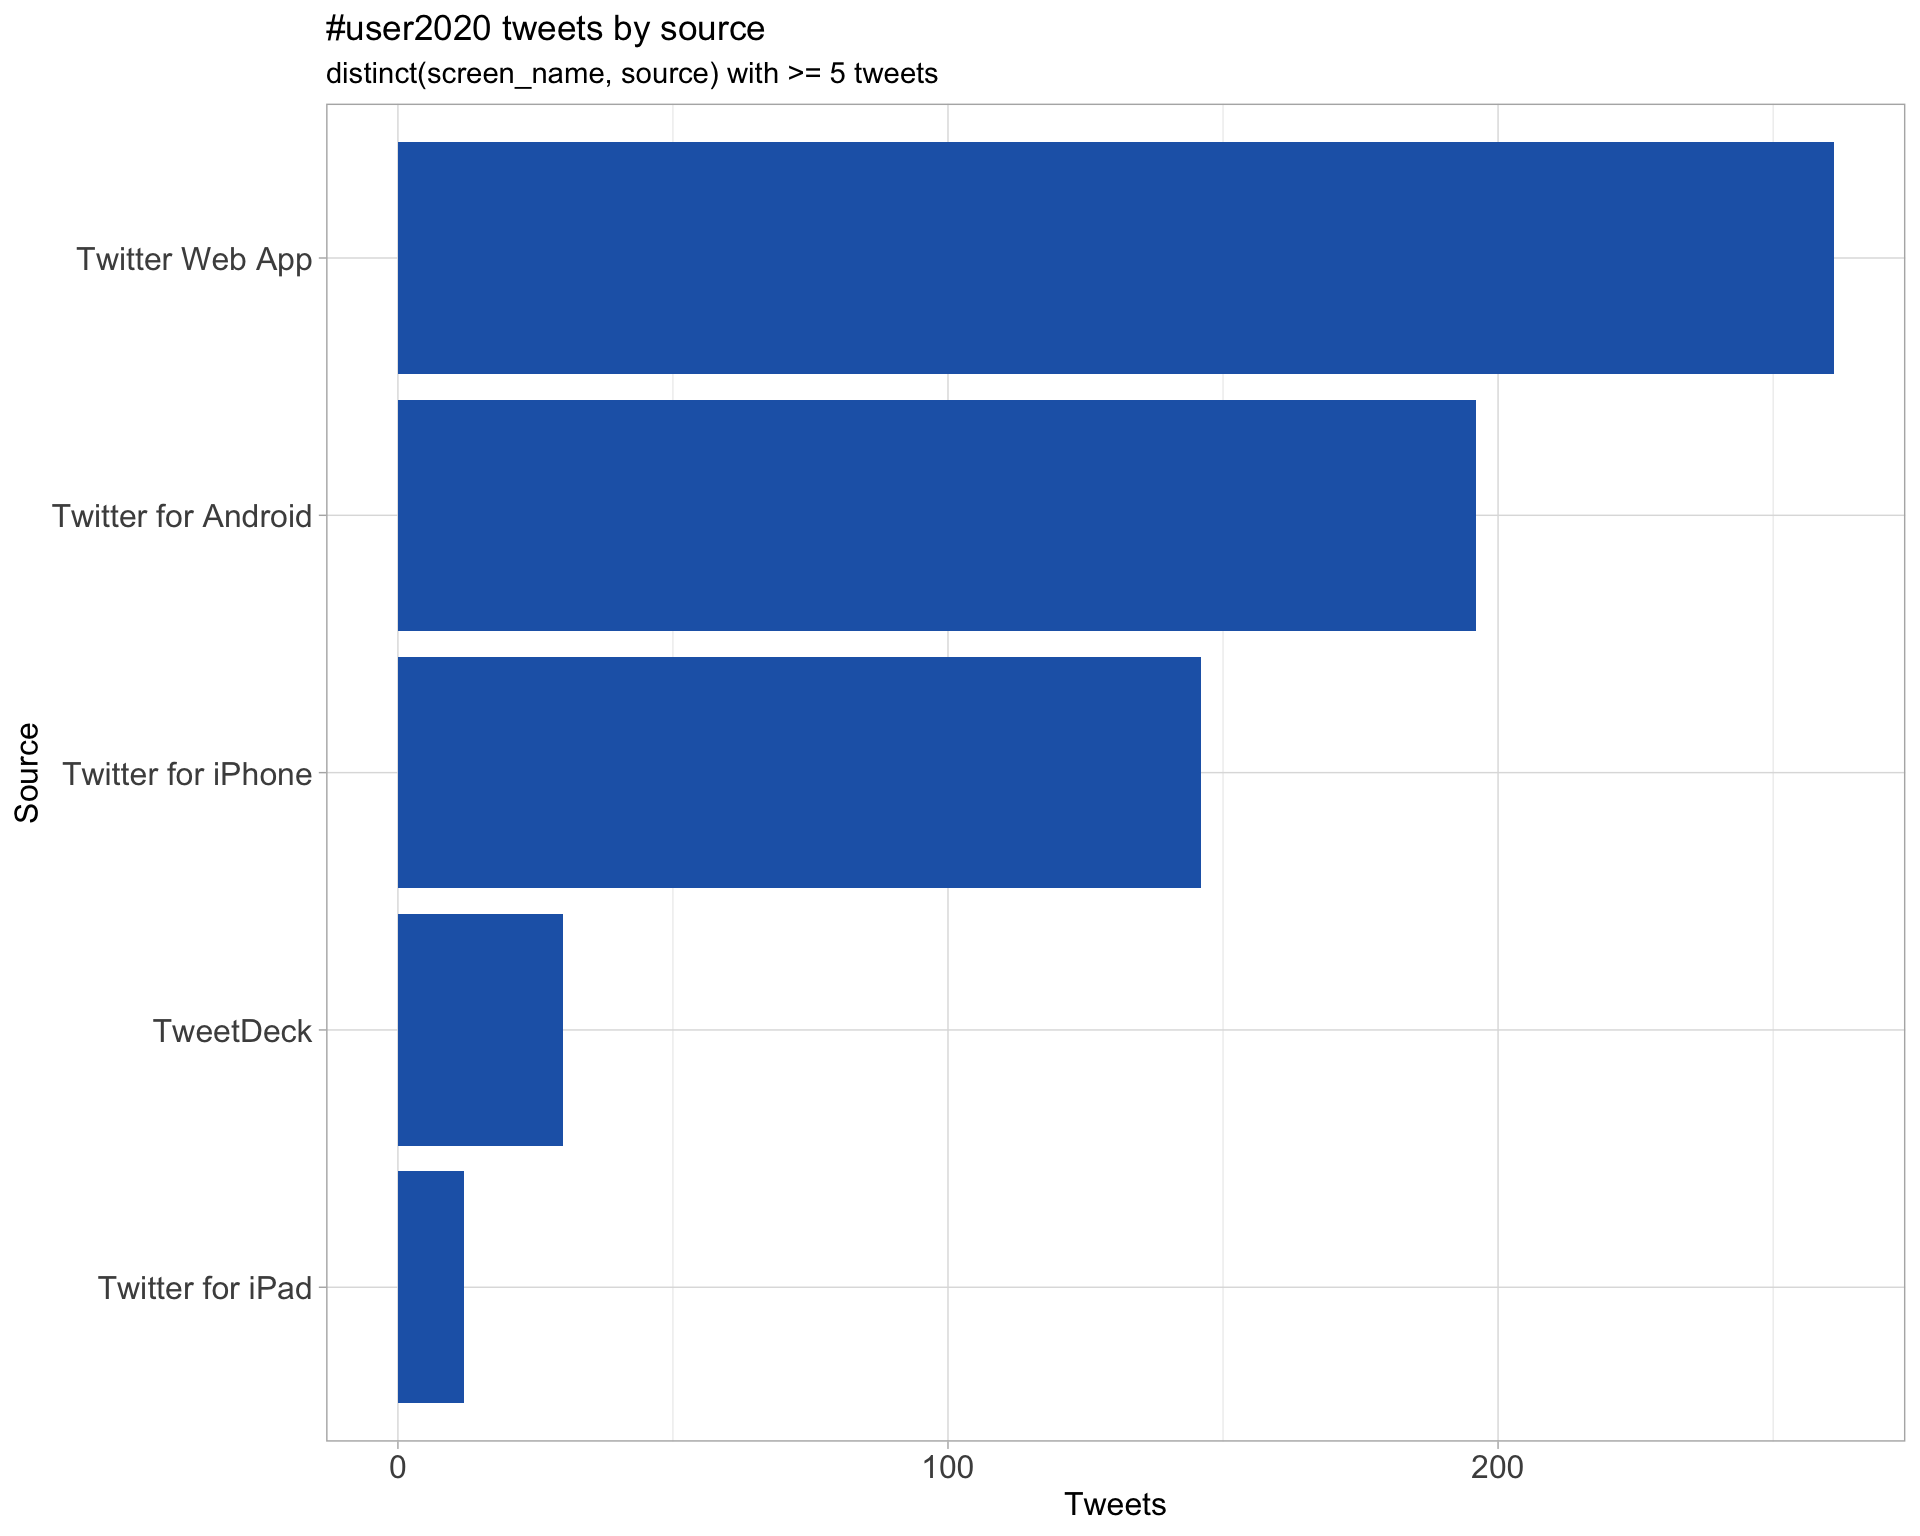 #user2020 tweets by source
distinct(screen_name, source) with >= 5 tweets
Source
Twitter Web App
Twitter for Android
Twitter for iPhone
TweetDeck
Twitter for iPad
0 100 200
Tweets